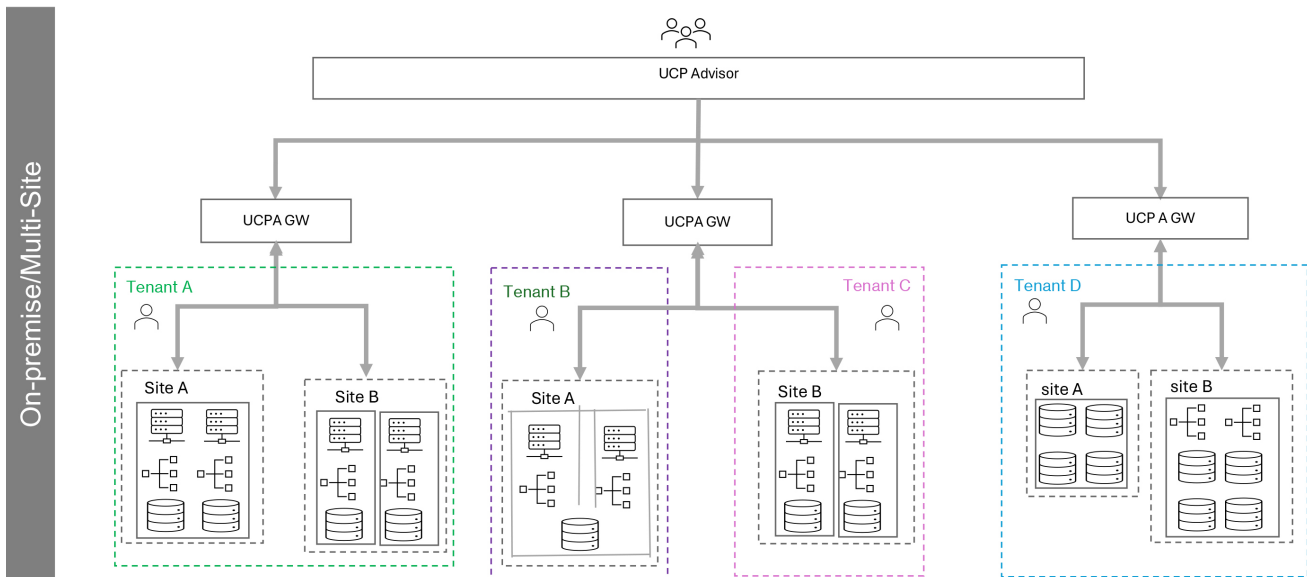 On-premise/Multi-Site
UCP Advisor
UCPA GW
UCPA GW
UCP A GW
Tenant A
Tenant B
Tenant C
Tenant D
Site A
Site B
Site A
Site B
site A
site B